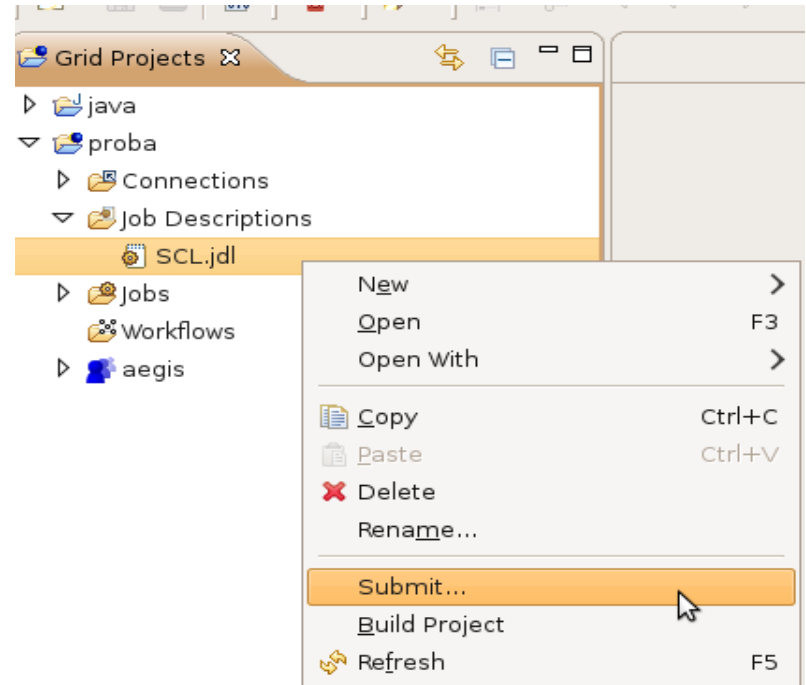 Grid Projects
java
proba
Connections
Job Descriptions
SCL.jdl
Jobs
Workflows
aegis
New
Open F3
Open With
Copy Ctrl+C
Paste Ctrl+V
Delete
Rename...
Submit...
Build Project
Refresh F5